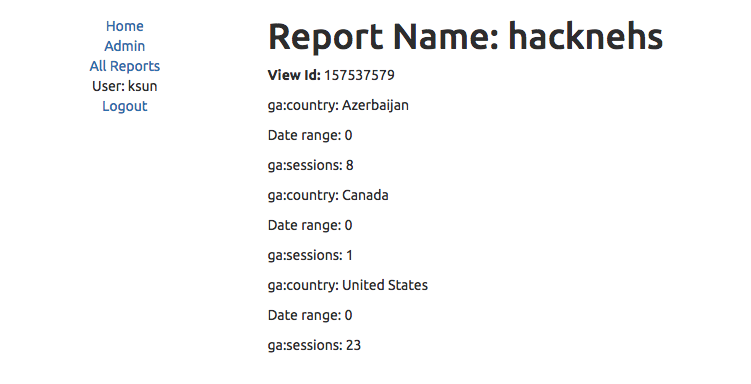 Home
Admin
All Reports
User: ksun
Logout
Report Name: hacknehs
View Id: 157537579
ga:country: Azerbaijan
Date range: 0
ga:sessions: 8
ga:country: Canada
Date range: 0
ga:sessions: 1
ga:country: United States
Date range: 0
ga:sessions: 23